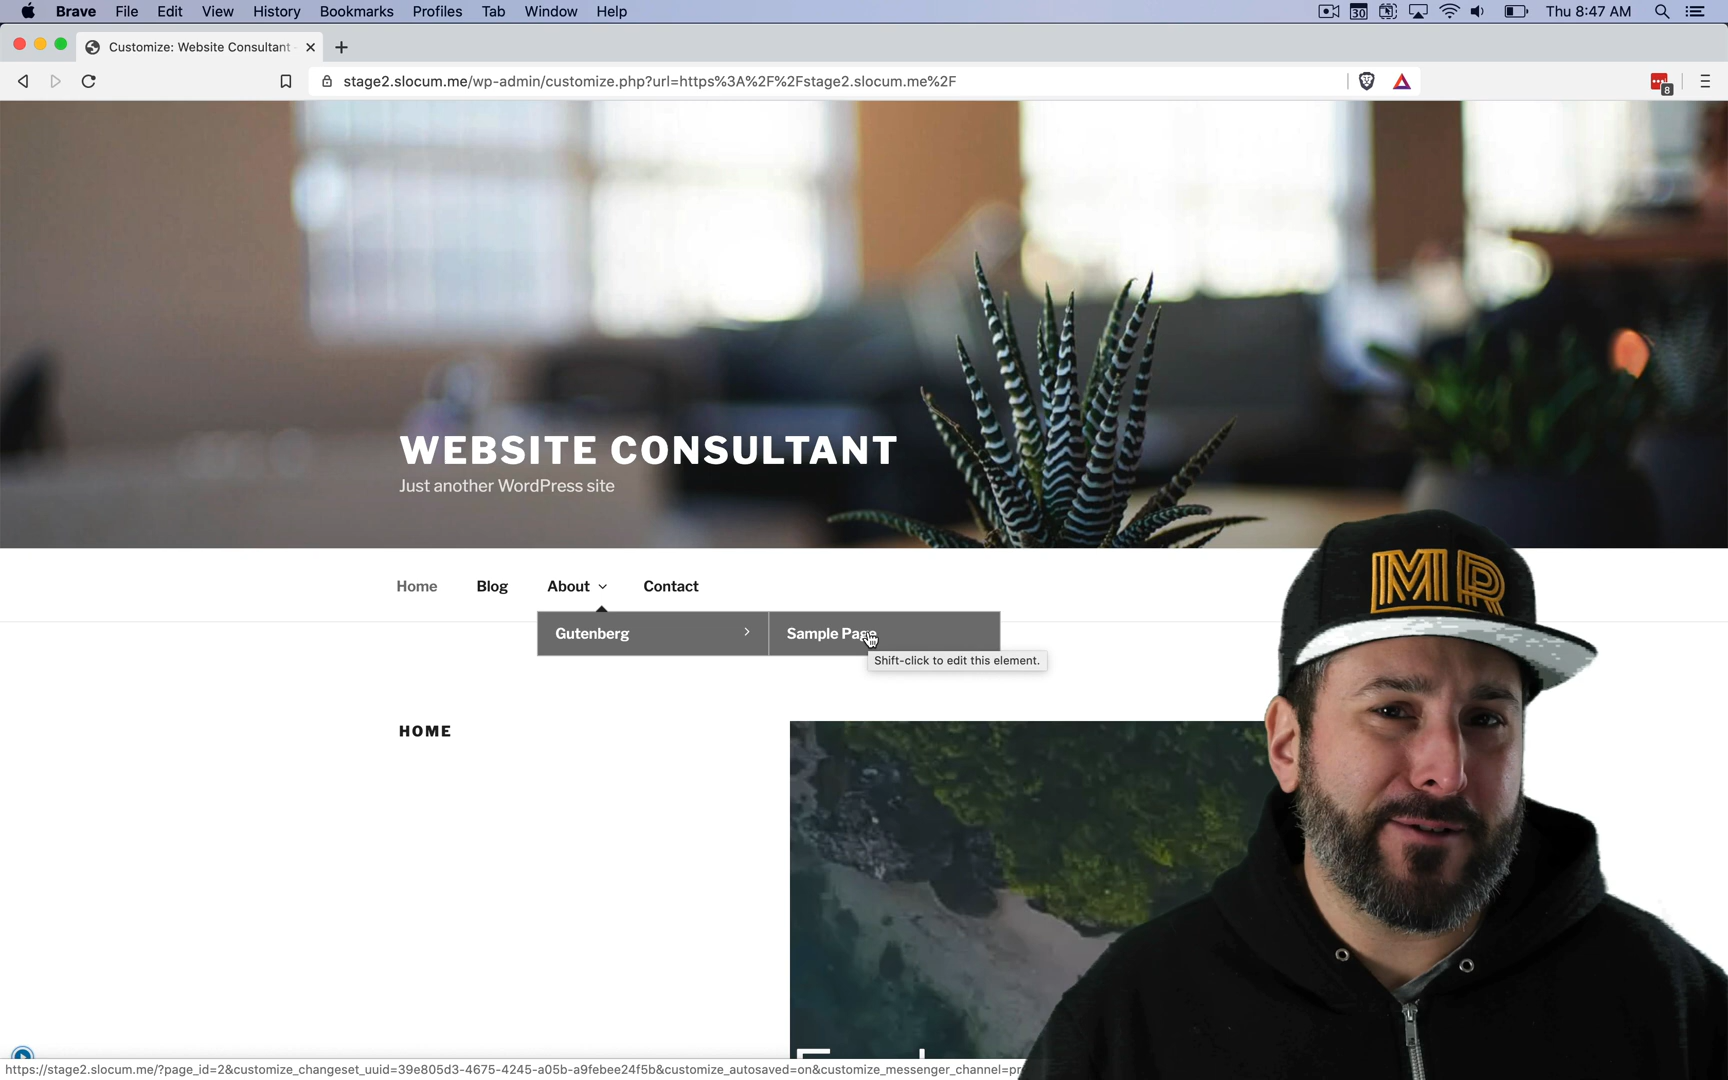 Brave File Edit View History Bookmarks Profiles Tab Window Help 30 Thu 8:47 AM
Customize: Website Consultant
stage2.slocum.me/wp-admin/customize.php?url=https%3A%2F%2Fstage2.slocum.me%2F
8
WEBSITE CONSULTANT
Just another WordPress site
MR
Home Blog About Contact
Gutenberg Sample Page
Shift-click to edit this element.
HOME
https://stage2.slocum.me/?page_id=2&customize_changeset_uuid=39e805d3-4675-4245-a05b-a9febee24f5b&customize_autosaved=on&customize_messenger_channel=pr